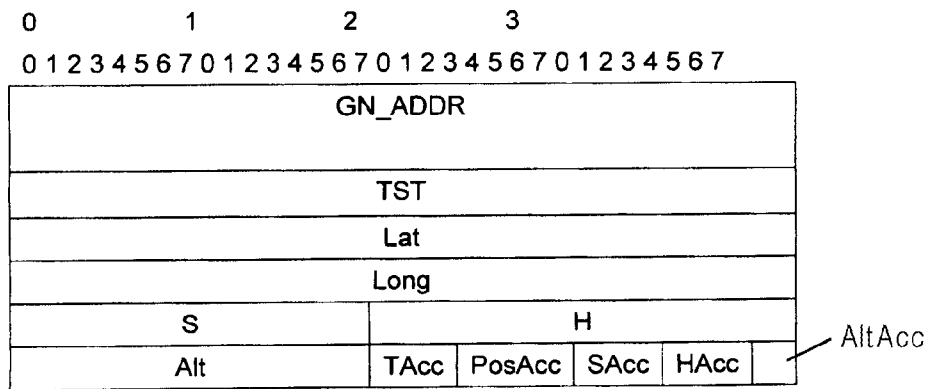 0 1 2 3
0 1 2 3 4 5 6 7 0 1 2 3 4 5 6 7 0 1 2 3 4 5 6 7 0 1 2 3 4 5 6 7
GN_ADDR
TST
Lat
Long
S H
Alt TAcc PosAcc SAcc HAcc AltAcc